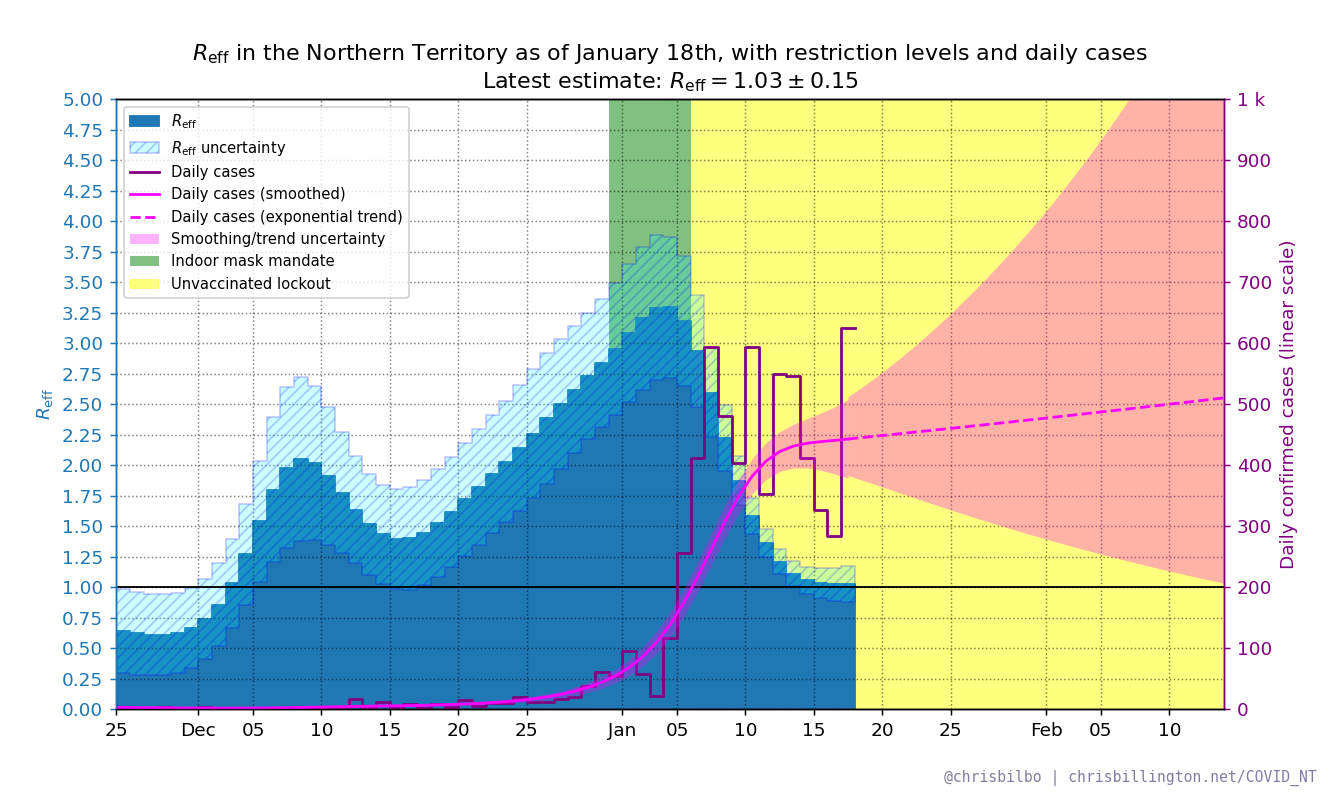 R_eff in the Northern Territory as of January 18th, with restriction levels and daily cases
Latest estimate: R_eff = 1.03 ± 0.15
R_eff
R_eff uncertainty
Daily cases
Daily cases (smoothed)
Daily cases (exponential trend)
Smoothing/trend uncertainty
Indoor mask mandate
Unvaccinated lockout
5.00
4.75
4.50
4.25
4.00
3.75
3.50
3.25
3.00
2.75
2.50
2.25
2.00
1.75
1.50
1.25
1.00
0.75
0.50
0.25
0.00
R_eff
1 k
900
800
700
600
500
400
300
200
100
0
Daily confirmed cases (linear scale)
25 Dec 05 10 15 20 25 Jan 05 10 15 20 25 Feb 05 10
@chrisbilbo | chrisbillington.net/COVID_NT